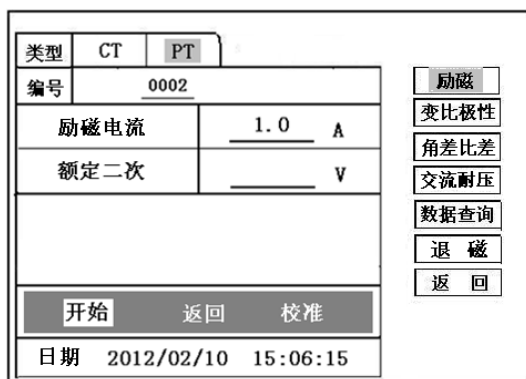 类型 CT PT
编号 0002
励磁电流 1.0 A
额定二次 V
开始 返回 校准
日期 2012/02/10 15:06:15
励磁
变比极性
角差比差
交流耐压
数据查询
退 磁
返 回